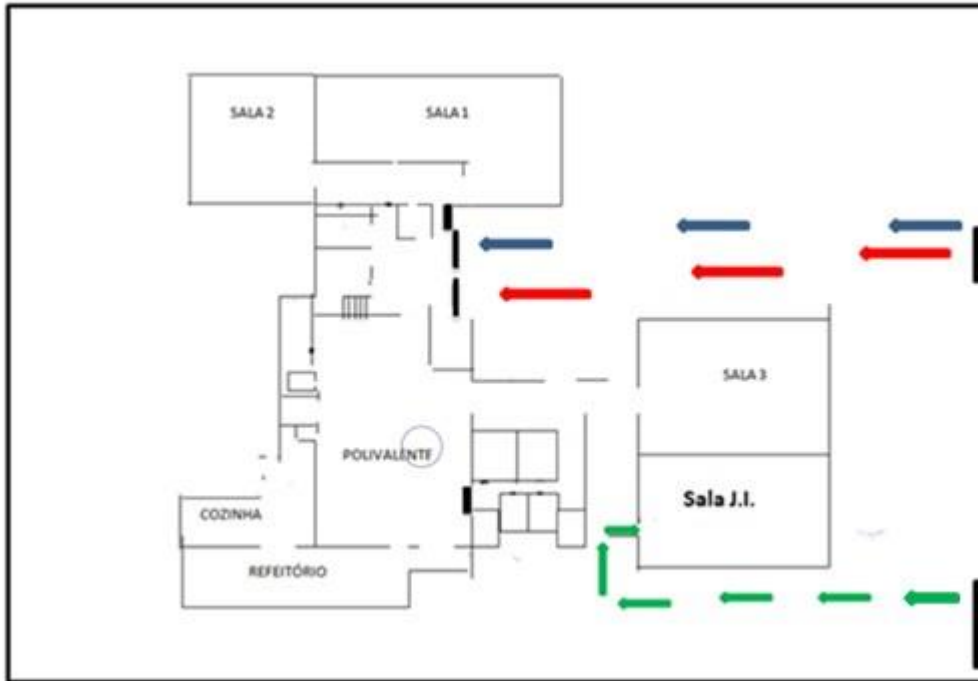 SALA 2
SALA 1
SALA 3
POLIVALENTE
Sala J.I.
COZINHA
REFEITÓRIO